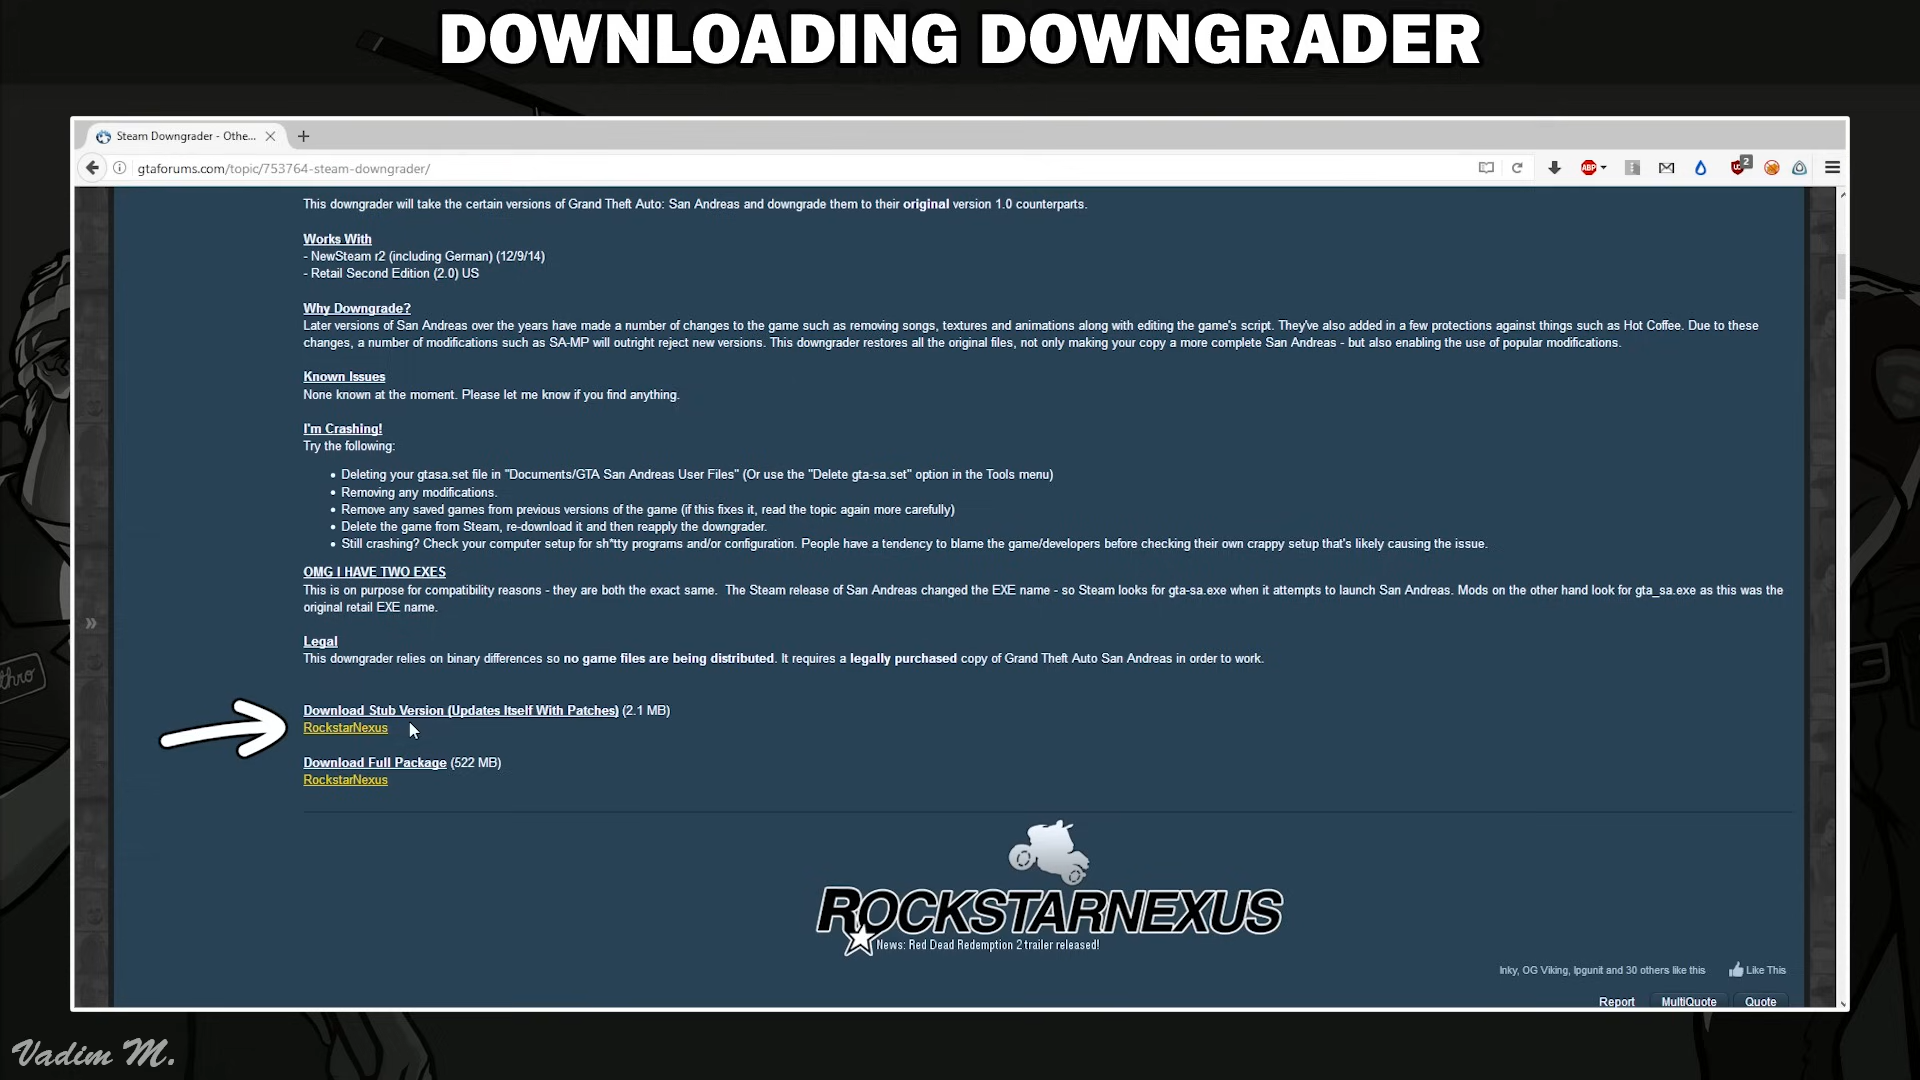 DOWNLOADING DOWNGRADER
Steam Downgrader - Othe...
gtaforums.com/topic/753764-steam-downgrader/
ABP
2
This downgrader will take the certain versions of Grand Theft Auto: San Andreas and downgrade them to their original version 1.0 counterparts.
Works With
- NewSteam r2 (including German) (12/9/14)
- Retail Second Edition (2.0) US
Why Downgrade?
Later versions of San Andreas over the years have made a number of changes to the game such as removing songs, textures and animations along with editing the game's script. They've also added in a few protections against things such as Hot Coffee. Due to these
changes, a number of modifications such as SA-MP will outright reject new versions. This downgrader restores all the original files, not only making your copy a more complete San Andreas - but also enabling the use of popular modifications.
Known Issues
None known at the moment. Please let me know if you find anything.
I'm Crashing!
Try the following:
• Deleting your gtasa.set file in "Documents/GTA San Andreas User Files" (Or use the "Delete gta-sa.set" option in the Tools menu)
• Removing any modifications.
• Remove any saved games from previous versions of the game (if this fixes it, read the topic again more carefully)
• Delete the game from Steam, re-download it and then reapply the downgrader.
• Still crashing? Check your computer setup for sh*tty programs and/or configuration. People have a tendency to blame the game/developers before checking their own crappy setup that's likely causing the issue.
OMG I HAVE TWO EXES
This is on purpose for compatibility reasons - they are both the exact same.  The Steam release of San Andreas changed the EXE name - so Steam looks for gta-sa.exe when it attempts to launch San Andreas. Mods on the other hand look for gta_sa.exe as this was the
original retail EXE name.
Legal
This downgrader relies on binary differences so no game files are being distributed. It requires a legally purchased copy of Grand Theft Auto San Andreas in order to work.
Download Stub Version (Updates Itself With Patches) (2.1 MB)
RockstarNexus
Download Full Package (522 MB)
RockstarNexus
ROCKSTARNEXUS
News: Red Dead Redemption 2 trailer released!
Inky, OG Viking, lpgunit and 30 others like this
Like This
Report
MultiQuote
Quote
Vadim M.